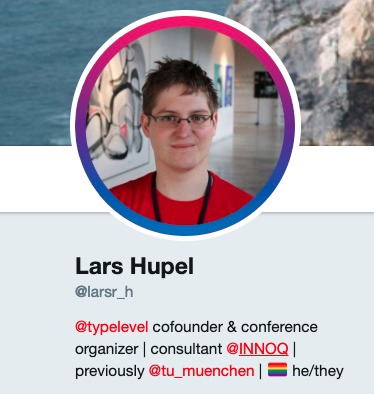 Lars Hupel
@larsr_h
@typelevel cofounder & conference
organizer | consultant @INNOQ |
previously @tu_muenchen | 🏳️‍🌈 he/they